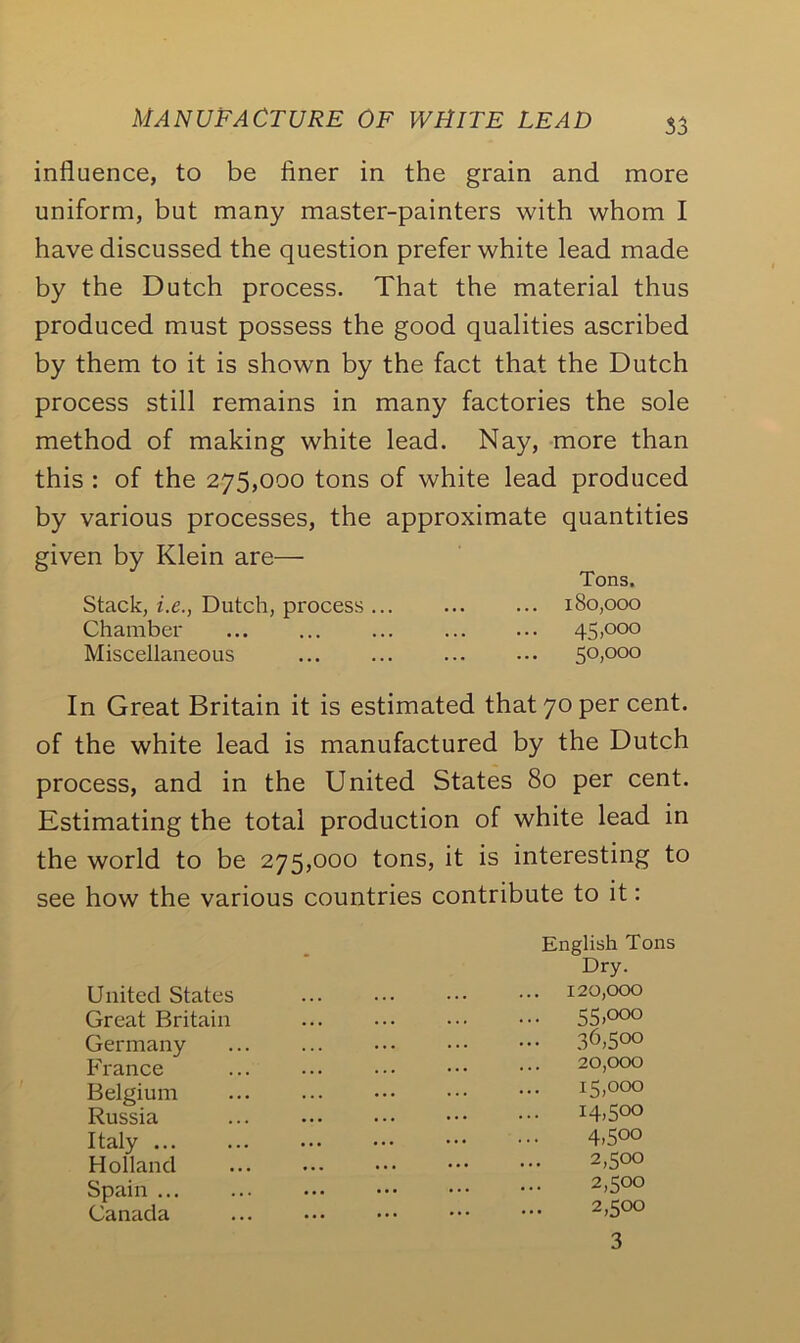 MANUFACTURE OF WHITE LEAD 33
influence, to be finer in the grain and more
uniform, but many master-painters with whom I
have discussed the question prefer white lead made
by the Dutch process. That the material thus
produced must possess the good qualities ascribed
by them to it is shown by the fact that the Dutch
process still remains in many factories the sole
method of making white lead. Nay, more than
this : of the 275,000 tons of white lead produced
by various processes, the approximate quantities
given by Klein are—
Tons.
Stack, i.e., Dutch, process ... ... ... 180,000
Chamber ... ... ... ... ... 45,000
Miscellaneous ... ... ... ... 50,000
In Great Britain it is estimated that 70 per cent.
of the white lead is manufactured by the Dutch
process, and in the United States 80 per cent.
Estimating the total production of white lead in
the world to be 275,000 tons, it is interesting to
see how the various countries contribute to it:
English Tons
Dry.
United States ... ... ... ... 120,000
Great Britain ... ... ... ... 55,000
Germany ... ... ... ... ... 36,500
France ... ... ... ... ... 20,000
Belgium ... ... ... ... ... 15,000
Russia ... ... ... ... ... 14,500
Italy ... ... ... ... ... ... 4,500
Holland ... ... ... ... ... 2,500
Spain ... ... ... ... ... ... 2,500
Canada ... ... ... ... ... 2,500
3